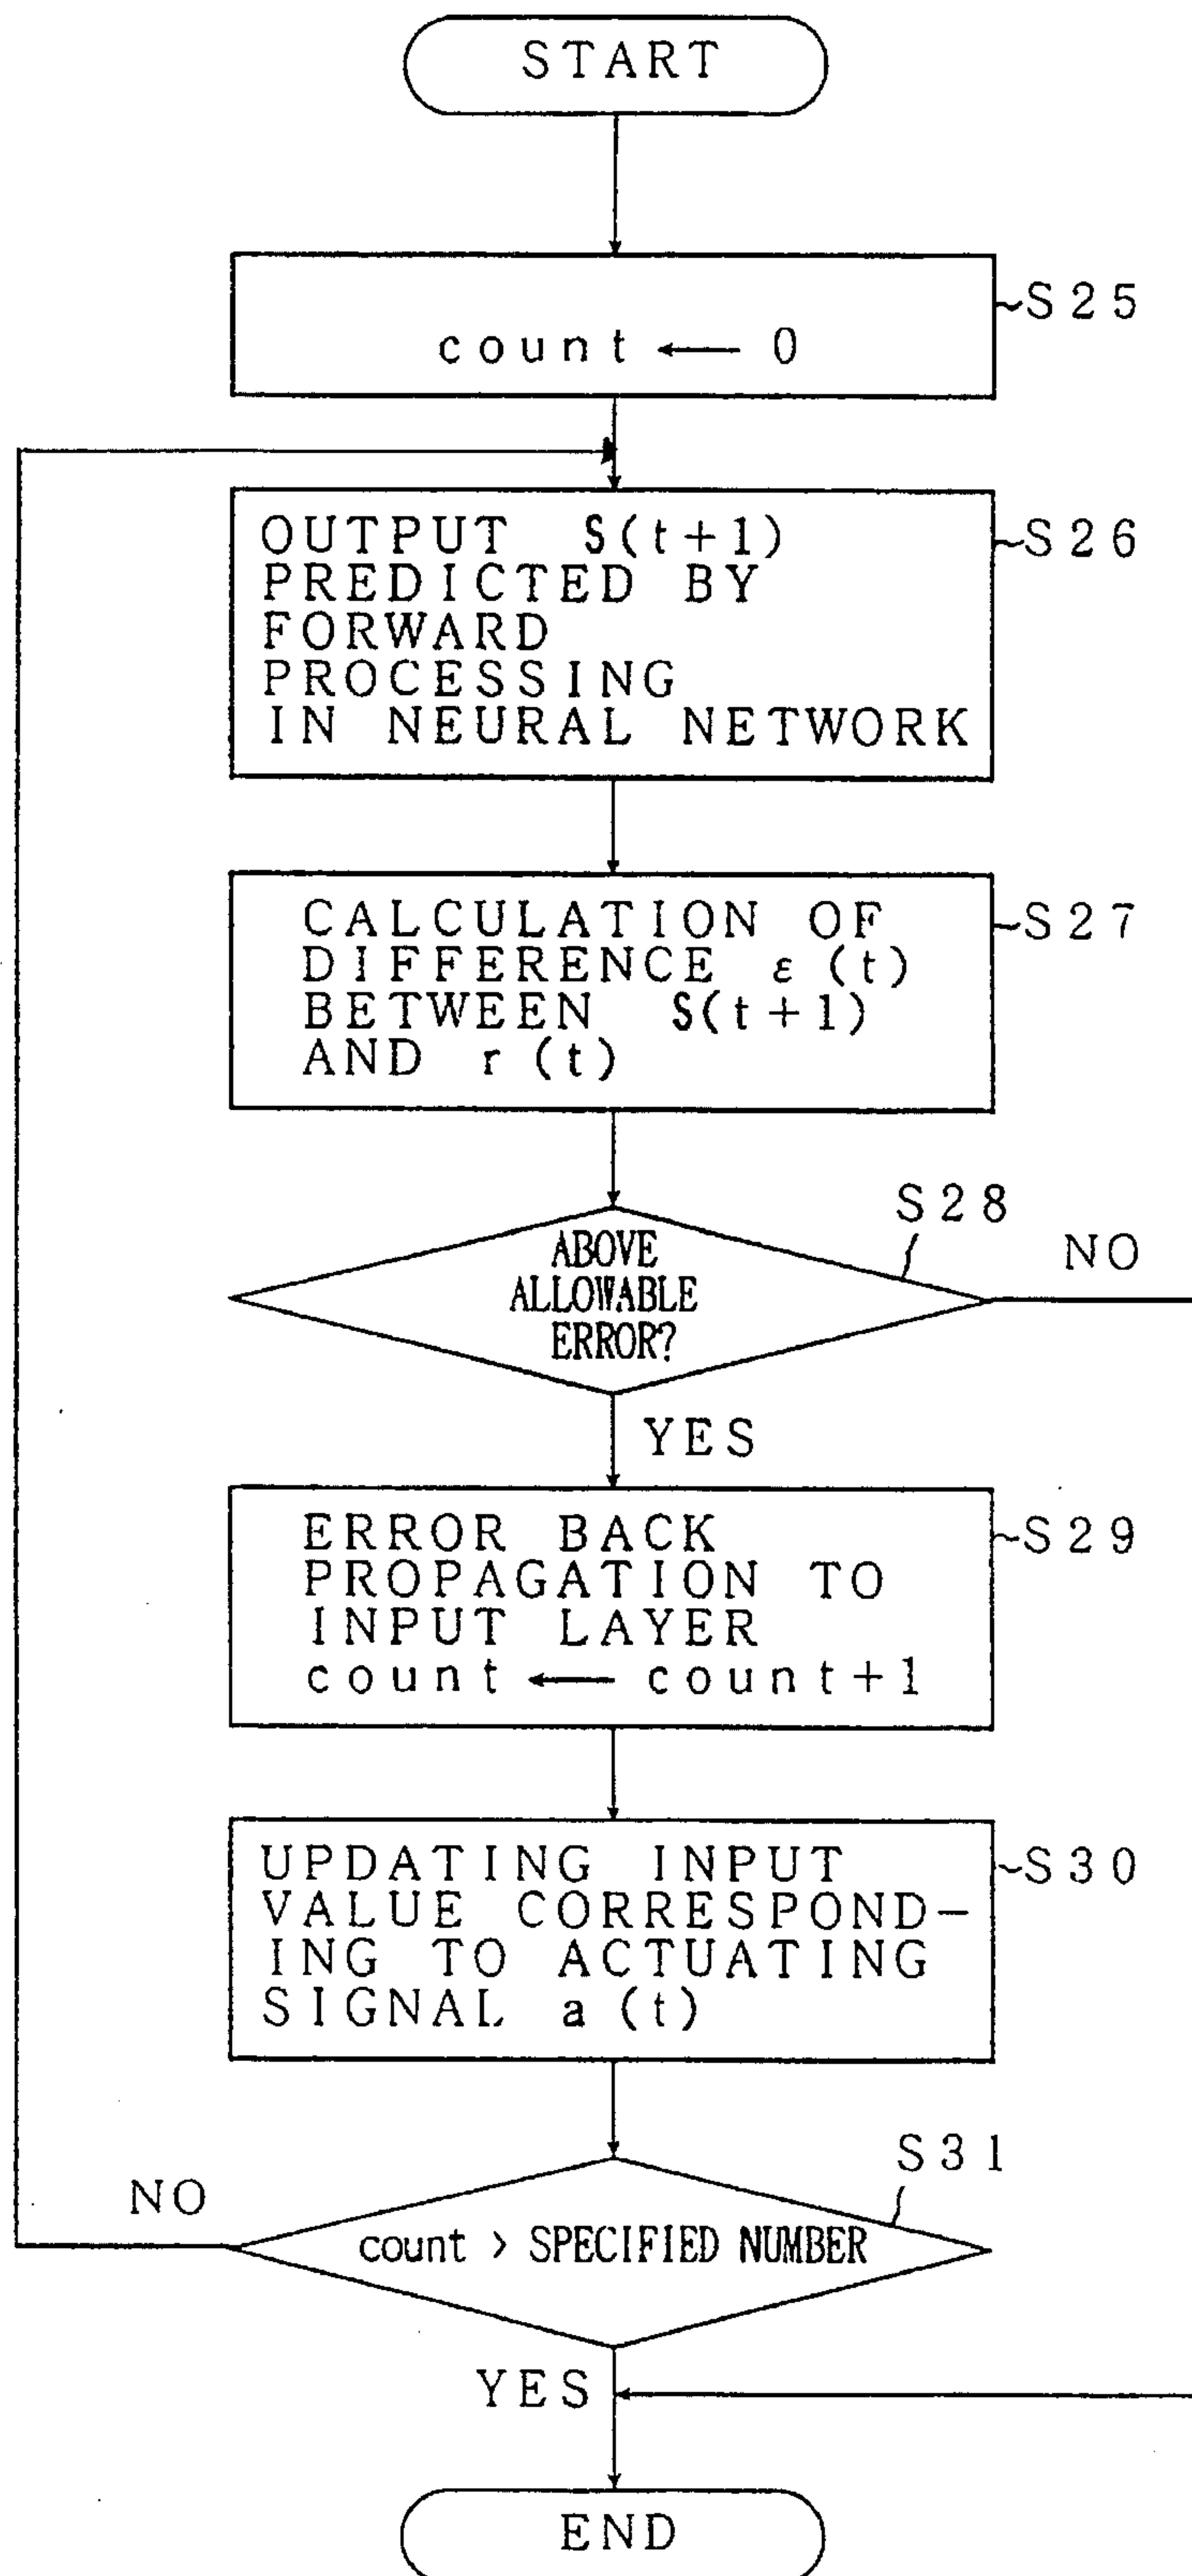 START
S25
count ← 0
OUTPUT S(t+1)
PREDICTED BY
FORWARD
PROCESSING
IN NEURAL NETWORK
S26
CALCULATION OF
DIFFERENCE ε(t)
BETWEEN S(t+1)
AND r(t)
S27
S28
ABOVE
ALLOWABLE
ERROR?
NO
YES
ERROR BACK
PROPAGATION TO
INPUT LAYER
count ← count+1
S29
UPDATING INPUT
VALUE CORRESPOND-
ING TO ACTUATING
SIGNAL a(t)
S30
S31
NO
count > SPECIFIED NUMBER
YES
END